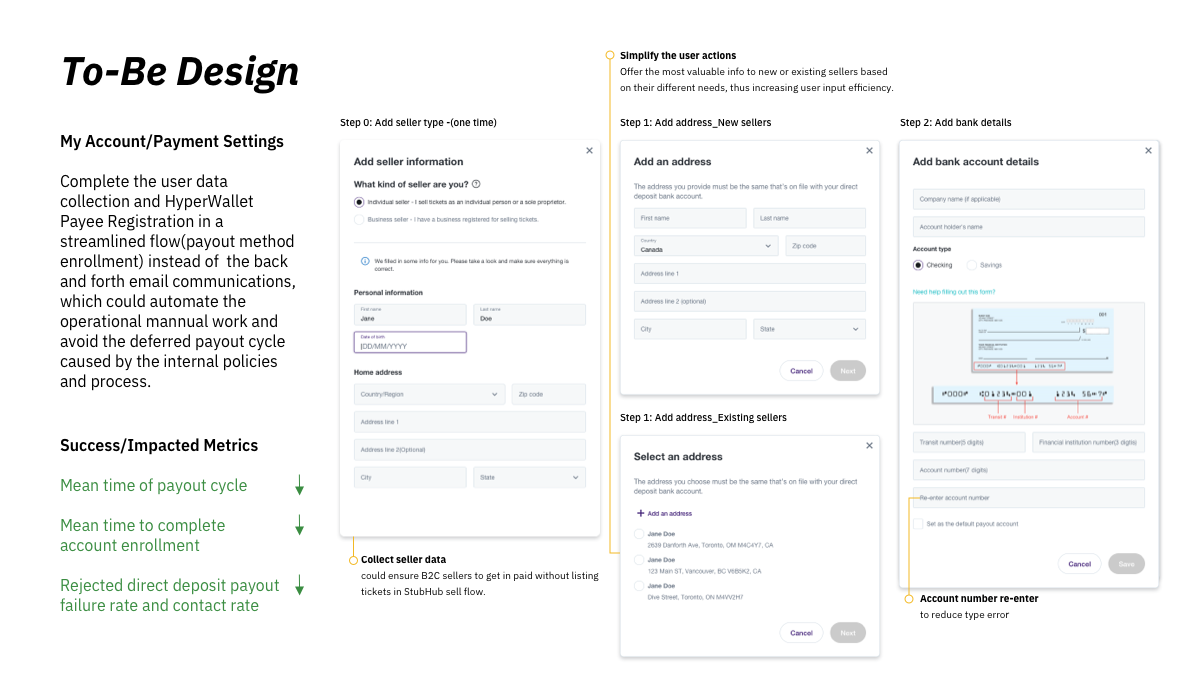 To-Be Design
My Account/Payment Settings
Complete the user data
collection and HyperWallet
Payee Registration in a
streamlined flow(payout method
enrollment) instead of  the back
and forth email communications,
which could automate the
operational mannual work and
avoid the deferred payout cycle
caused by the internal policies
and process.
Success/Impacted Metrics
Mean time of payout cycle
Mean time to complete
account enrollment
Rejected direct deposit payout
failure rate and contact rate
Step 0: Add seller type -(one time)
Add seller information
What kind of seller are you?
Individual seller - I sell tickets as an individual person or a sole proprietor.
Business seller - I have a business registered for selling tickets.
We filled in some info for you. Please take a look and make sure everything is
correct.
Personal information
First name
Jane
Last name
Doe
Date of birth
DD/MM/YYYY
Home address
Country/Region
Zip code
Address line 1
Address line 2(Optional)
City
State
Collect seller data
could ensure B2C sellers to get in paid without listing
tickets in StubHub sell flow.
Simplify the user actions
Offer the most valuable info to new or existing sellers based
on their different needs, thus increasing user input efficiency.
Step 1: Add address_New sellers
Add an address
The address you provide must be the same that's on file with your direct
deposit bank account.
First name
Last name
Country
Canada
Zip code
Address line 1
Address line 2 (optional)
City
State
Cancel
Next
Step 1: Add address_Existing sellers
Select an address
The address you choose must be the same that's on file with your direct
deposit bank account.
+ Add an address
Jane Doe
2639 Danforth Ave, Toronto, OM M4C4Y7, CA
Jane Doe
123 Main ST, Vancouver, BC V6B5K2, CA
Jane Doe
Dive Street, Toronto, ON M4VV2H7
Cancel
Next
Step 2: Add bank details
Add bank account details
Company name (if applicable)
Account holder's name
Account type
Checking
Savings
Need help filling out this form?
001
Transit #
Institution #
Account #
Transit number(5 digits)
Financial institution number(3 digits)
Account number(7 digits)
Re-enter account number
Set as the default payout account
Cancel
Save
Account number re-enter
to reduce type error